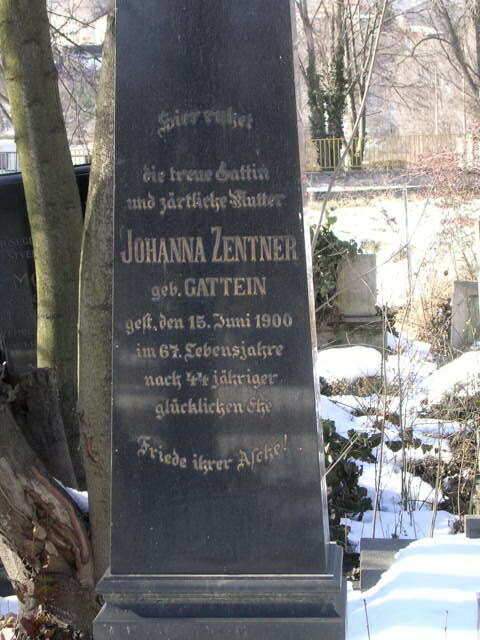 Hier ruhet
die treue Gattin
und zärtliche Mutter
JOHANNA ZENTNER
geb. GATTEIN
gest. den 15. Juni 1900
im 67. Lebensjahre
nach 44 jähriger
glücklichen Ehe
Friede ihrer Asche!